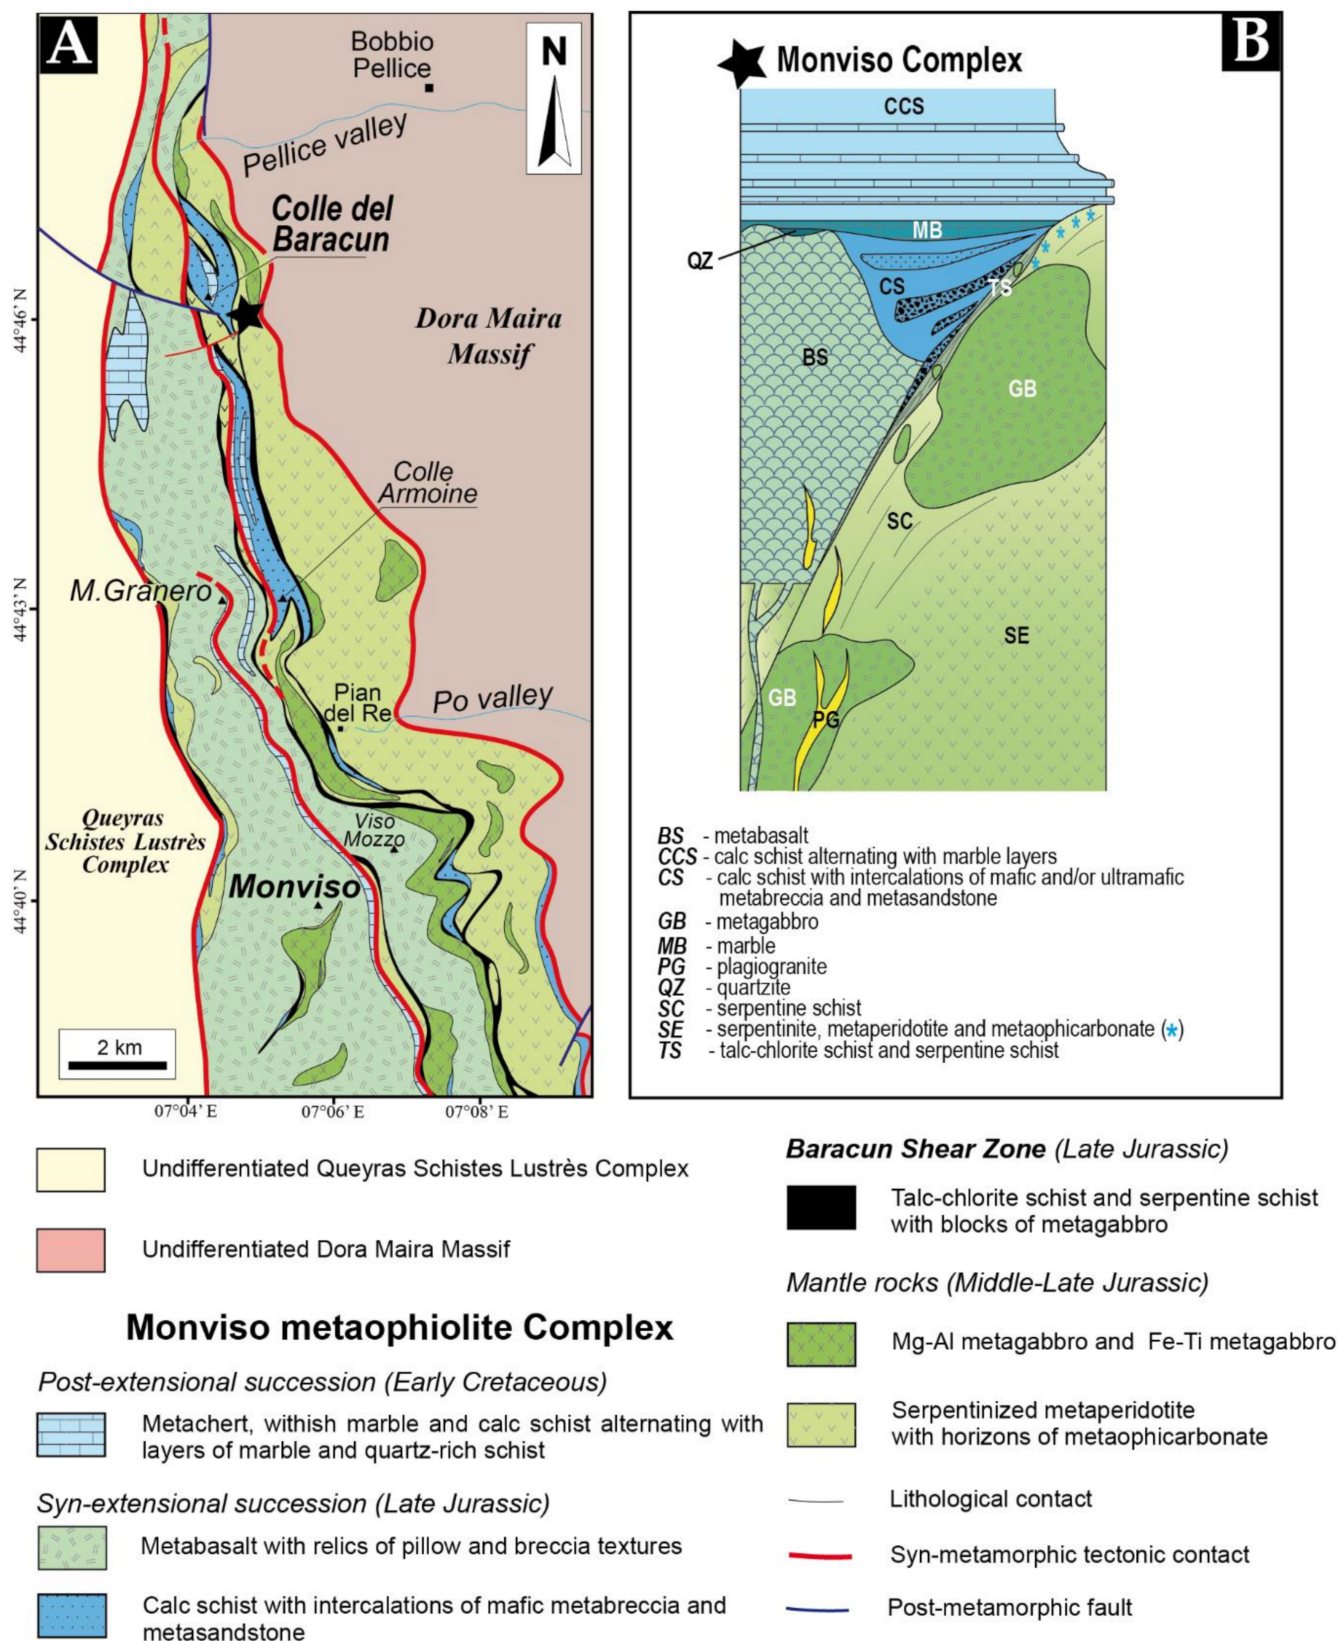 A
Bobbio
Pellice
N
Pellice valley
Colle del
Baracun
Dora Maira
Massif
44°46' N
Colle
Armoine
M.Granero
44°43' N
Pian
del Re
Po valley
Queyras
Schistes Lustrès
Complex
Viso
Mozzo
Monviso
44°40' N
2 km
07°04' E
07°06' E
07°08' E
B
Monviso Complex
CCS
MB
QZ
CS
TS
BS
GB
SC
SE
GB
PG
BS - metabasalt
CCS - calc schist alternating with marble layers
CS - calc schist with intercalations of mafic and/or ultramafic
metabreccia and metasandstone
GB - metagabbro
MB - marble
PG - plagiogranite
QZ - quartzite
SC - serpentine schist
SE - serpentinite, metaperidotite and metaophicarbonate (*)
TS - talc-chlorite schist and serpentine schist
Undifferentiated Queyras Schistes Lustrès Complex
Undifferentiated Dora Maira Massif
Monviso metaophiolite Complex
Post-extensional succession (Early Cretaceous)
Metachert, withish marble and calc schist alternating with
layers of marble and quartz-rich schist
Syn-extensional succession (Late Jurassic)
Metabasalt with relics of pillow and breccia textures
Calc schist with intercalations of mafic metabreccia and
metasandstone
Baracun Shear Zone (Late Jurassic)
Talc-chlorite schist and serpentine schist
with blocks of metagabbro
Mantle rocks (Middle-Late Jurassic)
Mg-Al metagabbro and Fe-Ti metagabbro
Serpentinized metaperidotite
with horizons of metaophicarbonate
Lithological contact
Syn-metamorphic tectonic contact
Post-metamorphic fault